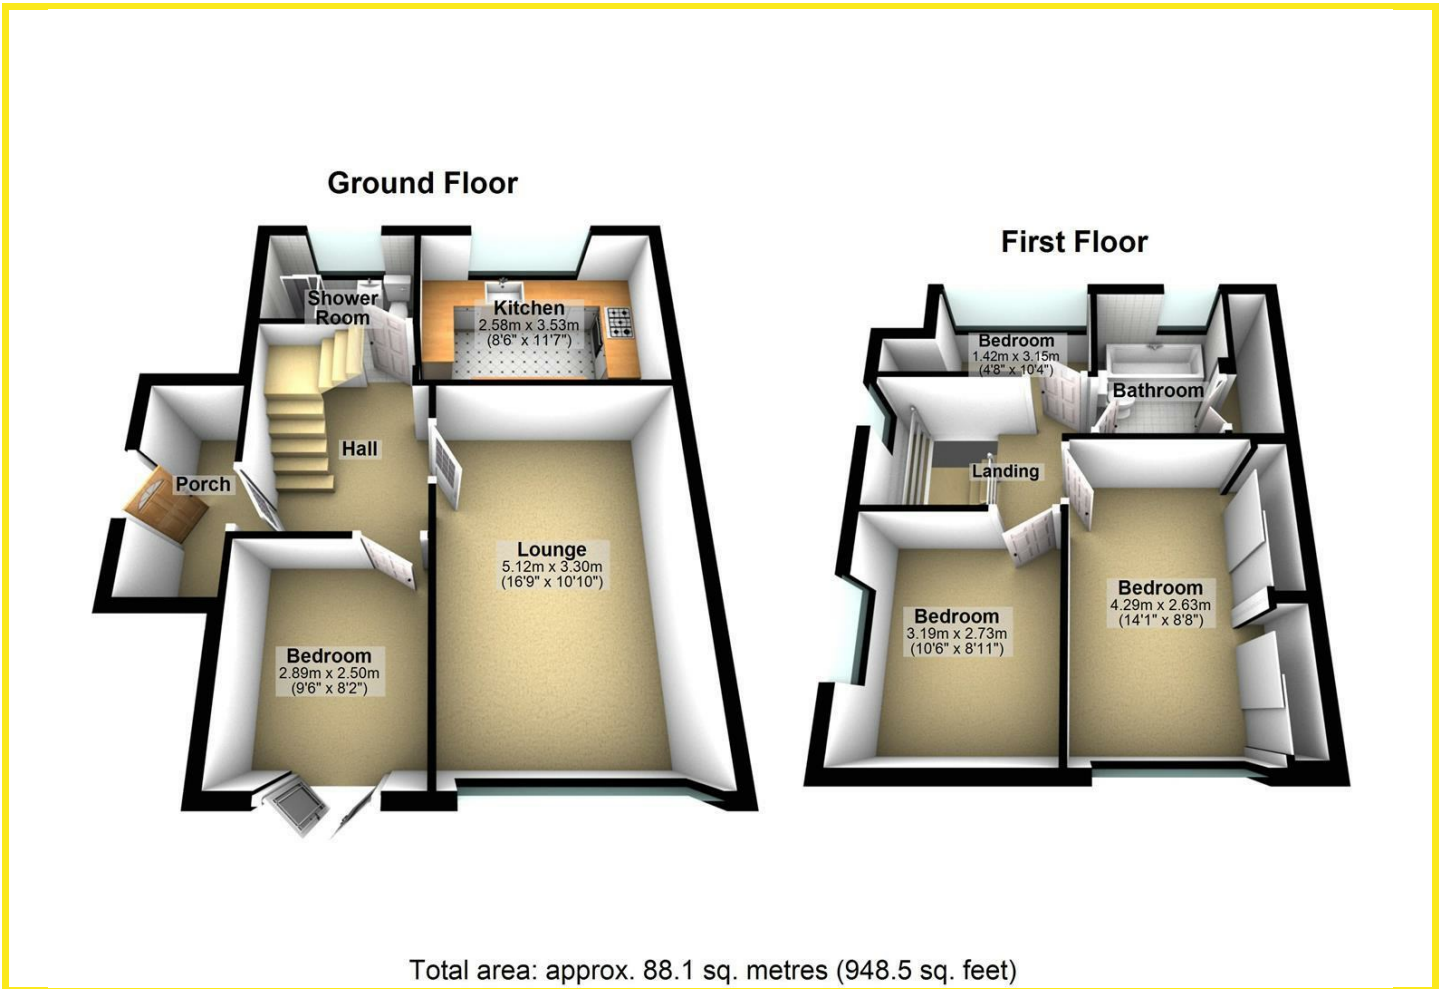 Ground Floor
Shower
Room
Kitchen
2.58m x 3.53m
(8'6" x 11'7")
Hall
Porch
Lounge
5.12m x 3.30m
(16'9" x 10'10")
Bedroom
2.89m x 2.50m
(9'6" x 8'2")
First Floor
Bedroom
1.42m x 3.15m
(4'8" x 10'4")
Bathroom
Landing
Bedroom
3.19m x 2.73m
(10'6" x 8'11")
Bedroom
4.29m x 2.63m
(14'1" x 8'8")
Total area: approx. 88.1 sq. metres (948.5 sq. feet)